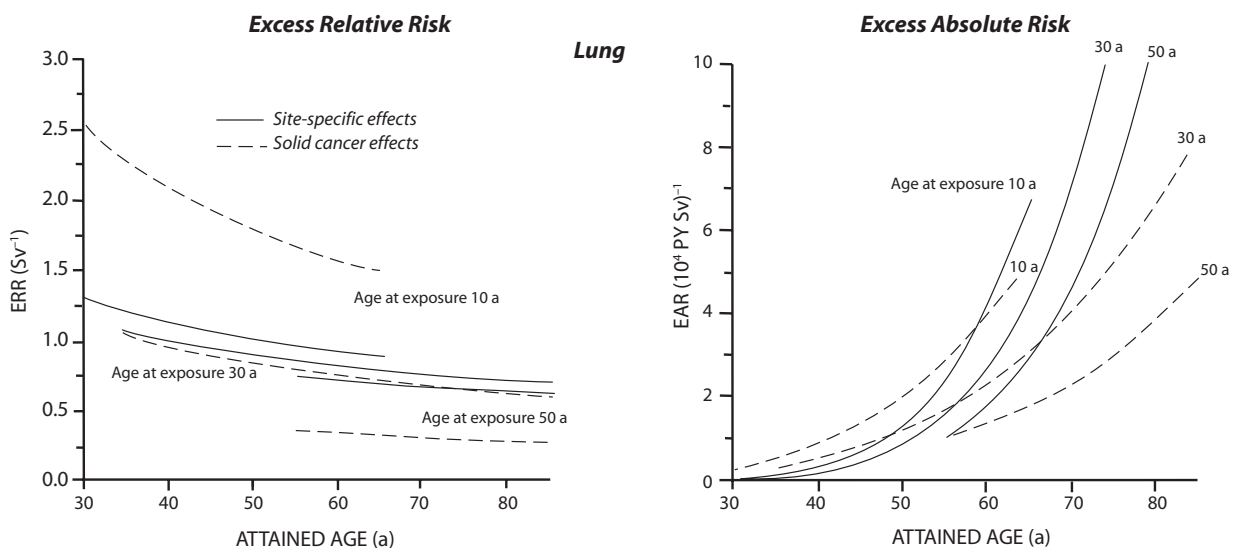 Excess Relative Risk
Excess Absolute Risk
Lung
3.0
2.5
2.0
1.5
1.0
0.5
0.0
ERR (Sv⁻¹)
Site-specific effects
Solid cancer effects
Age at exposure 10 a
Age at exposure 30 a
Age at exposure 50 a
30 40 50 60 70 80
ATTAINED AGE (a)
10
8
6
4
2
0
EAR (10⁴ PY Sv)⁻¹
30 a
50 a
30 a
Age at exposure 10 a
10 a
50 a
30 40 50 60 70 80
ATTAINED AGE (a)